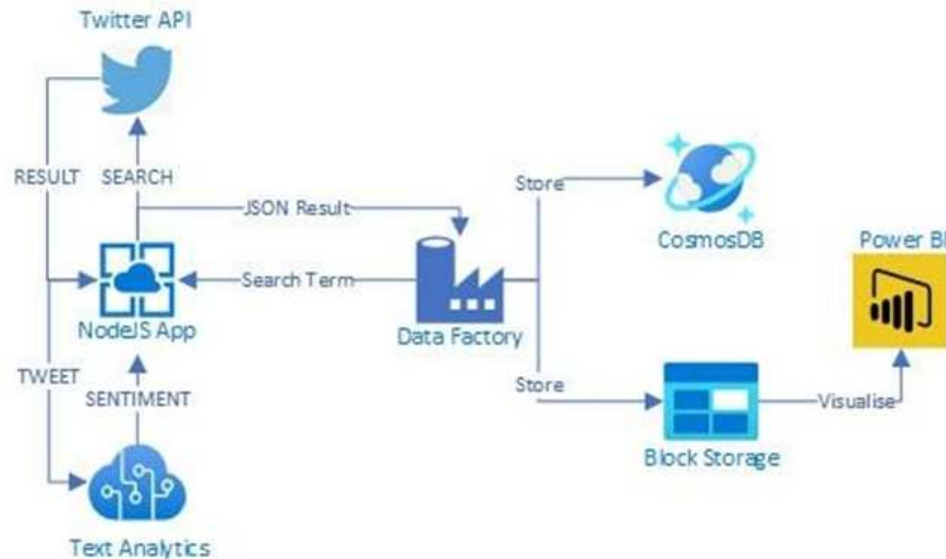 Twitter API
RESULT
SEARCH
JSON Result
Store
CosmosDB
Power BI
Search Term
NodeJS App
Data Factory
TWEET
SENTIMENT
Store
Visualise
Block Storage
Text Analytics